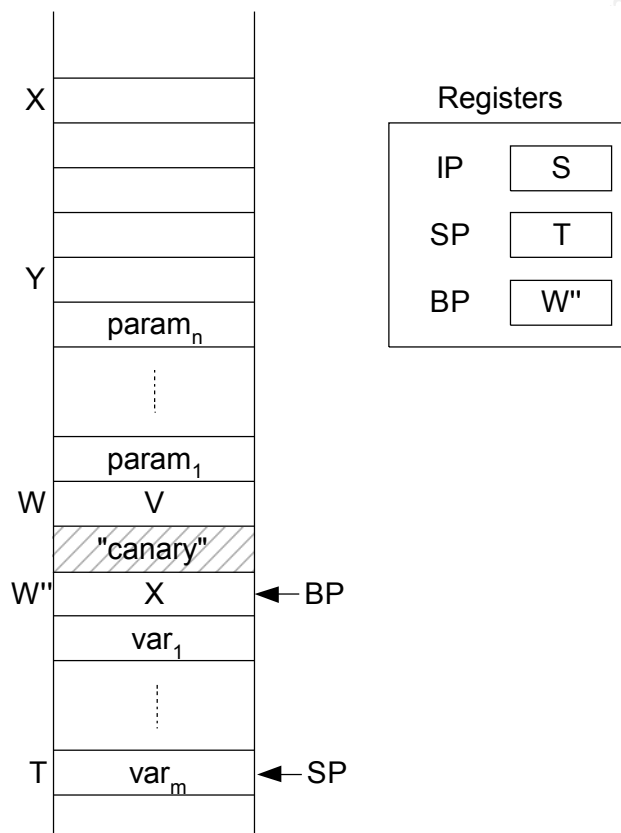 X
Registers
IP S
SP T
Y
BP W"
param_n
param_1
W V
"canary"
W" X BP
var_1
T var_m SP